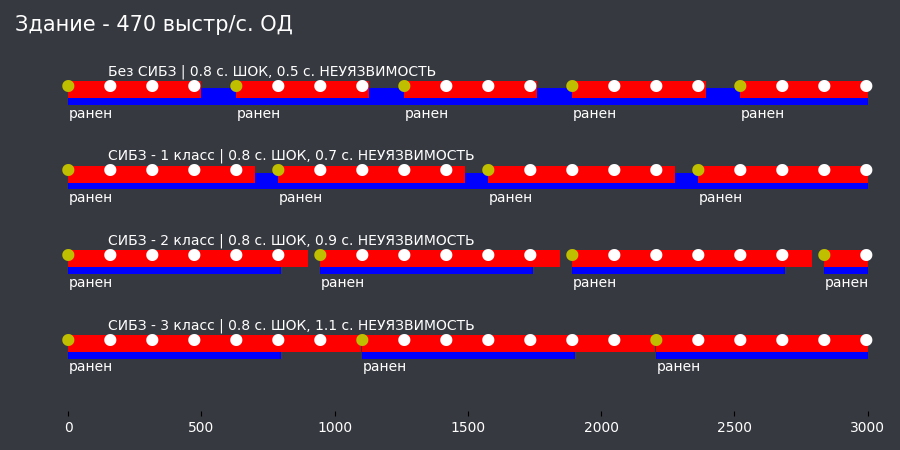 Здание - 470 выстр/с. ОД
Без СИБЗ | 0.8 с. ШОК, 0.5 с. НЕУЯЗВИМОСТЬ
ранен ранен ранен ранен ранен
СИБЗ - 1 класс | 0.8 с. ШОК, 0.7 с. НЕУЯЗВИМОСТЬ
ранен ранен ранен ранен
СИБЗ - 2 класс | 0.8 с. ШОК, 0.9 с. НЕУЯЗВИМОСТЬ
ранен ранен ранен ранен
СИБЗ - 3 класс | 0.8 с. ШОК, 1.1 с. НЕУЯЗВИМОСТЬ
ранен ранен ранен
0 500 1000 1500 2000 2500 3000